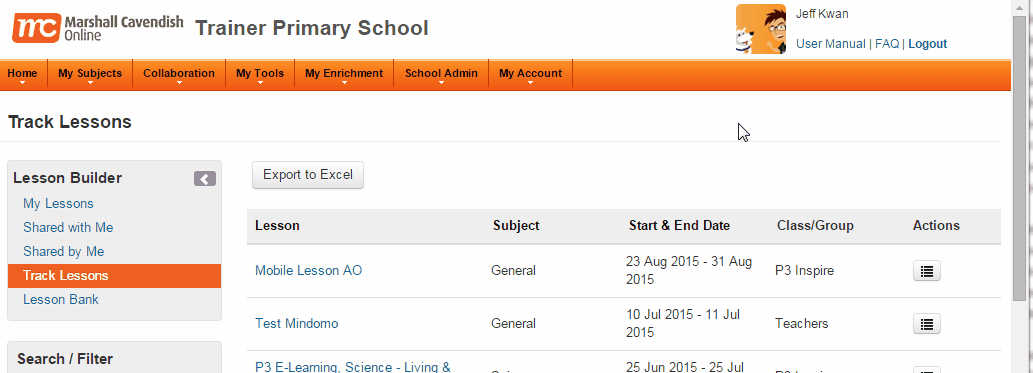 mc Marshall Cavendish
Online
Trainer Primary School
Jeff Kwan
User Manual | FAQ | Logout
Home My Subjects Collaboration My Tools My Enrichment School Admin My Account
Track Lessons
Lesson Builder
My Lessons
Shared with Me
Shared by Me
Track Lessons
Lesson Bank
Search / Filter
Export to Excel
Lesson Subject Start & End Date Class/Group Actions
Mobile Lesson AO General 23 Aug 2015 - 31 Aug
2015 P3 Inspire
Test Mindomo General 10 Jul 2015 - 11 Jul
2015 Teachers
P3 E-Learning, Science - Living & 25 Jun 2015 - 25 Jul